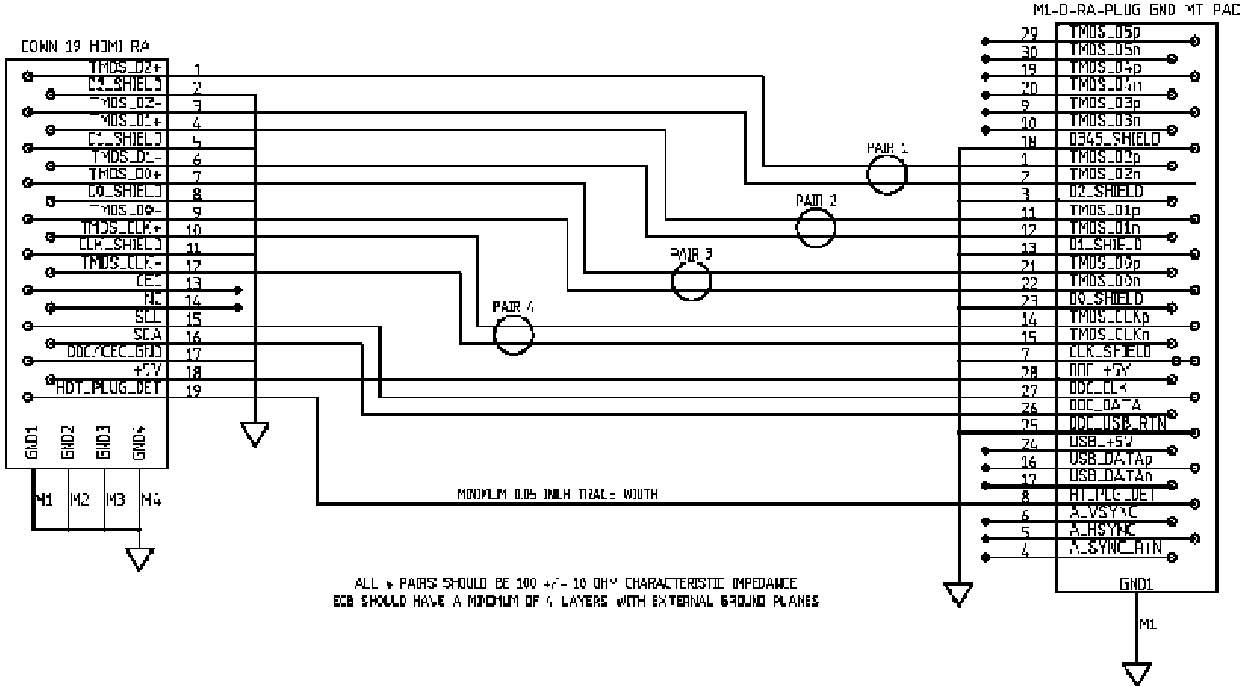 CONN 19 HDMI RA
TMDS_D2+ 1
D2_SHIELD 2
TMDS_D2- 3
TMDS_D1+ 4
D1_SHIELD 5
TMDS_D1- 6
TMDS_D0+ 7
D0_SHIELD 8
TMDS_D0- 9
TMDS_CLK+ 10
CLK_SHIELD 11
TMDS_CLK- 12
CEC 13
NC 14
SCL 15
SCA 16
DDC/CEC_GND 17
+5V 18
HOT_PLUG_DET 19
GND1 GND2 GND3 GND4
M1 M2 M3 M4
PAIR 1
PAIR 2
PAIR 3
PAIR 4
MINIMUM 0.05 INCH TRACE WIDTH
M1-D-RA-PLUG GND MT PAD
29 TMDS_D5p
30 TMDS_D5n
19 TMDS_D4p
20 TMDS_D4n
9 TMDS_D3p
10 TMDS_D3n
18 D345_SHIELD
1 TMDS_D2p
2 TMDS_D2n
3 D2_SHIELD
11 TMDS_D1p
12 TMDS_D1n
13 D1_SHIELD
21 TMDS_D0p
22 TMDS_D0n
23 D0_SHIELD
14 TMDS_CLKp
15 TMDS_CLKn
7 CLK_SHIELD
28 DDC_+5V
27 DDC_CLK
26 DDC_DATA
25 DDC_USB_RTN
24 USB_+5V
16 USB_DATAp
17 USB_DATAn
8 HT_PLG_DET
6 A_VSYNC
5 A_HSYNC
4 A_SYNC_RTN
GND1
M1
ALL 4 PAIRS SHOULD BE 100 +/- 10 OHM CHARACTERISTIC IMPEDANCE
ECB SHOULD HAVE A MINIMUM OF 4 LAYERS WITH EXTERNAL GROUND PLANES